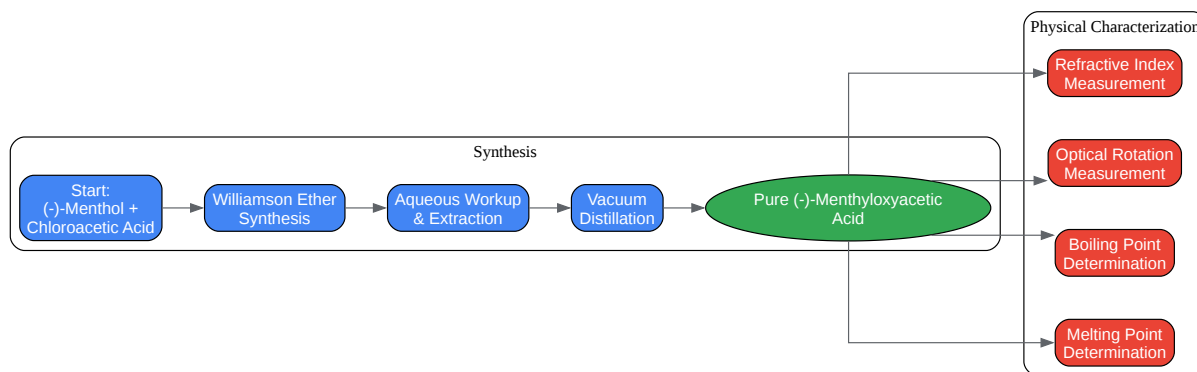 Synthesis
Start:
(-)-Menthol +
Chloroacetic Acid
Williamson Ether
Synthesis
Aqueous Workup
& Extraction
Vacuum
Distillation
Pure (-)-Menthyloxyacetic
Acid
Physical Characterization
Refractive Index
Measurement
Optical Rotation
Measurement
Boiling Point
Determination
Melting Point
Determination